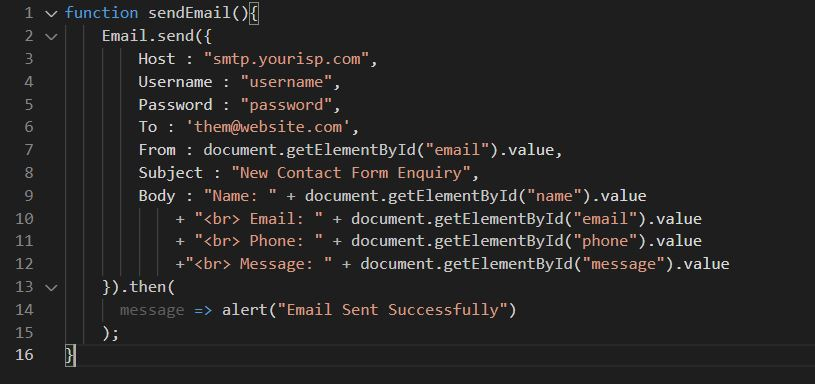 1 function sendEmail(){
2 Email.send({
3 Host : "smtp.yourisp.com",
4 Username : "username",
5 Password : "password",
6 To : 'them@website.com',
7 From : document.getElementById("email").value,
8 Subject : "New Contact Form Enquiry",
9 Body : "Name: " + document.getElementById("name").value
10 + "<br> Email: " + document.getElementById("email").value
11 + "<br> Phone: " + document.getElementById("phone").value
12 +"<br> Message: " + document.getElementById("message").value
13 }).then(
14 message => alert("Email Sent Successfully")
15 );
16 }